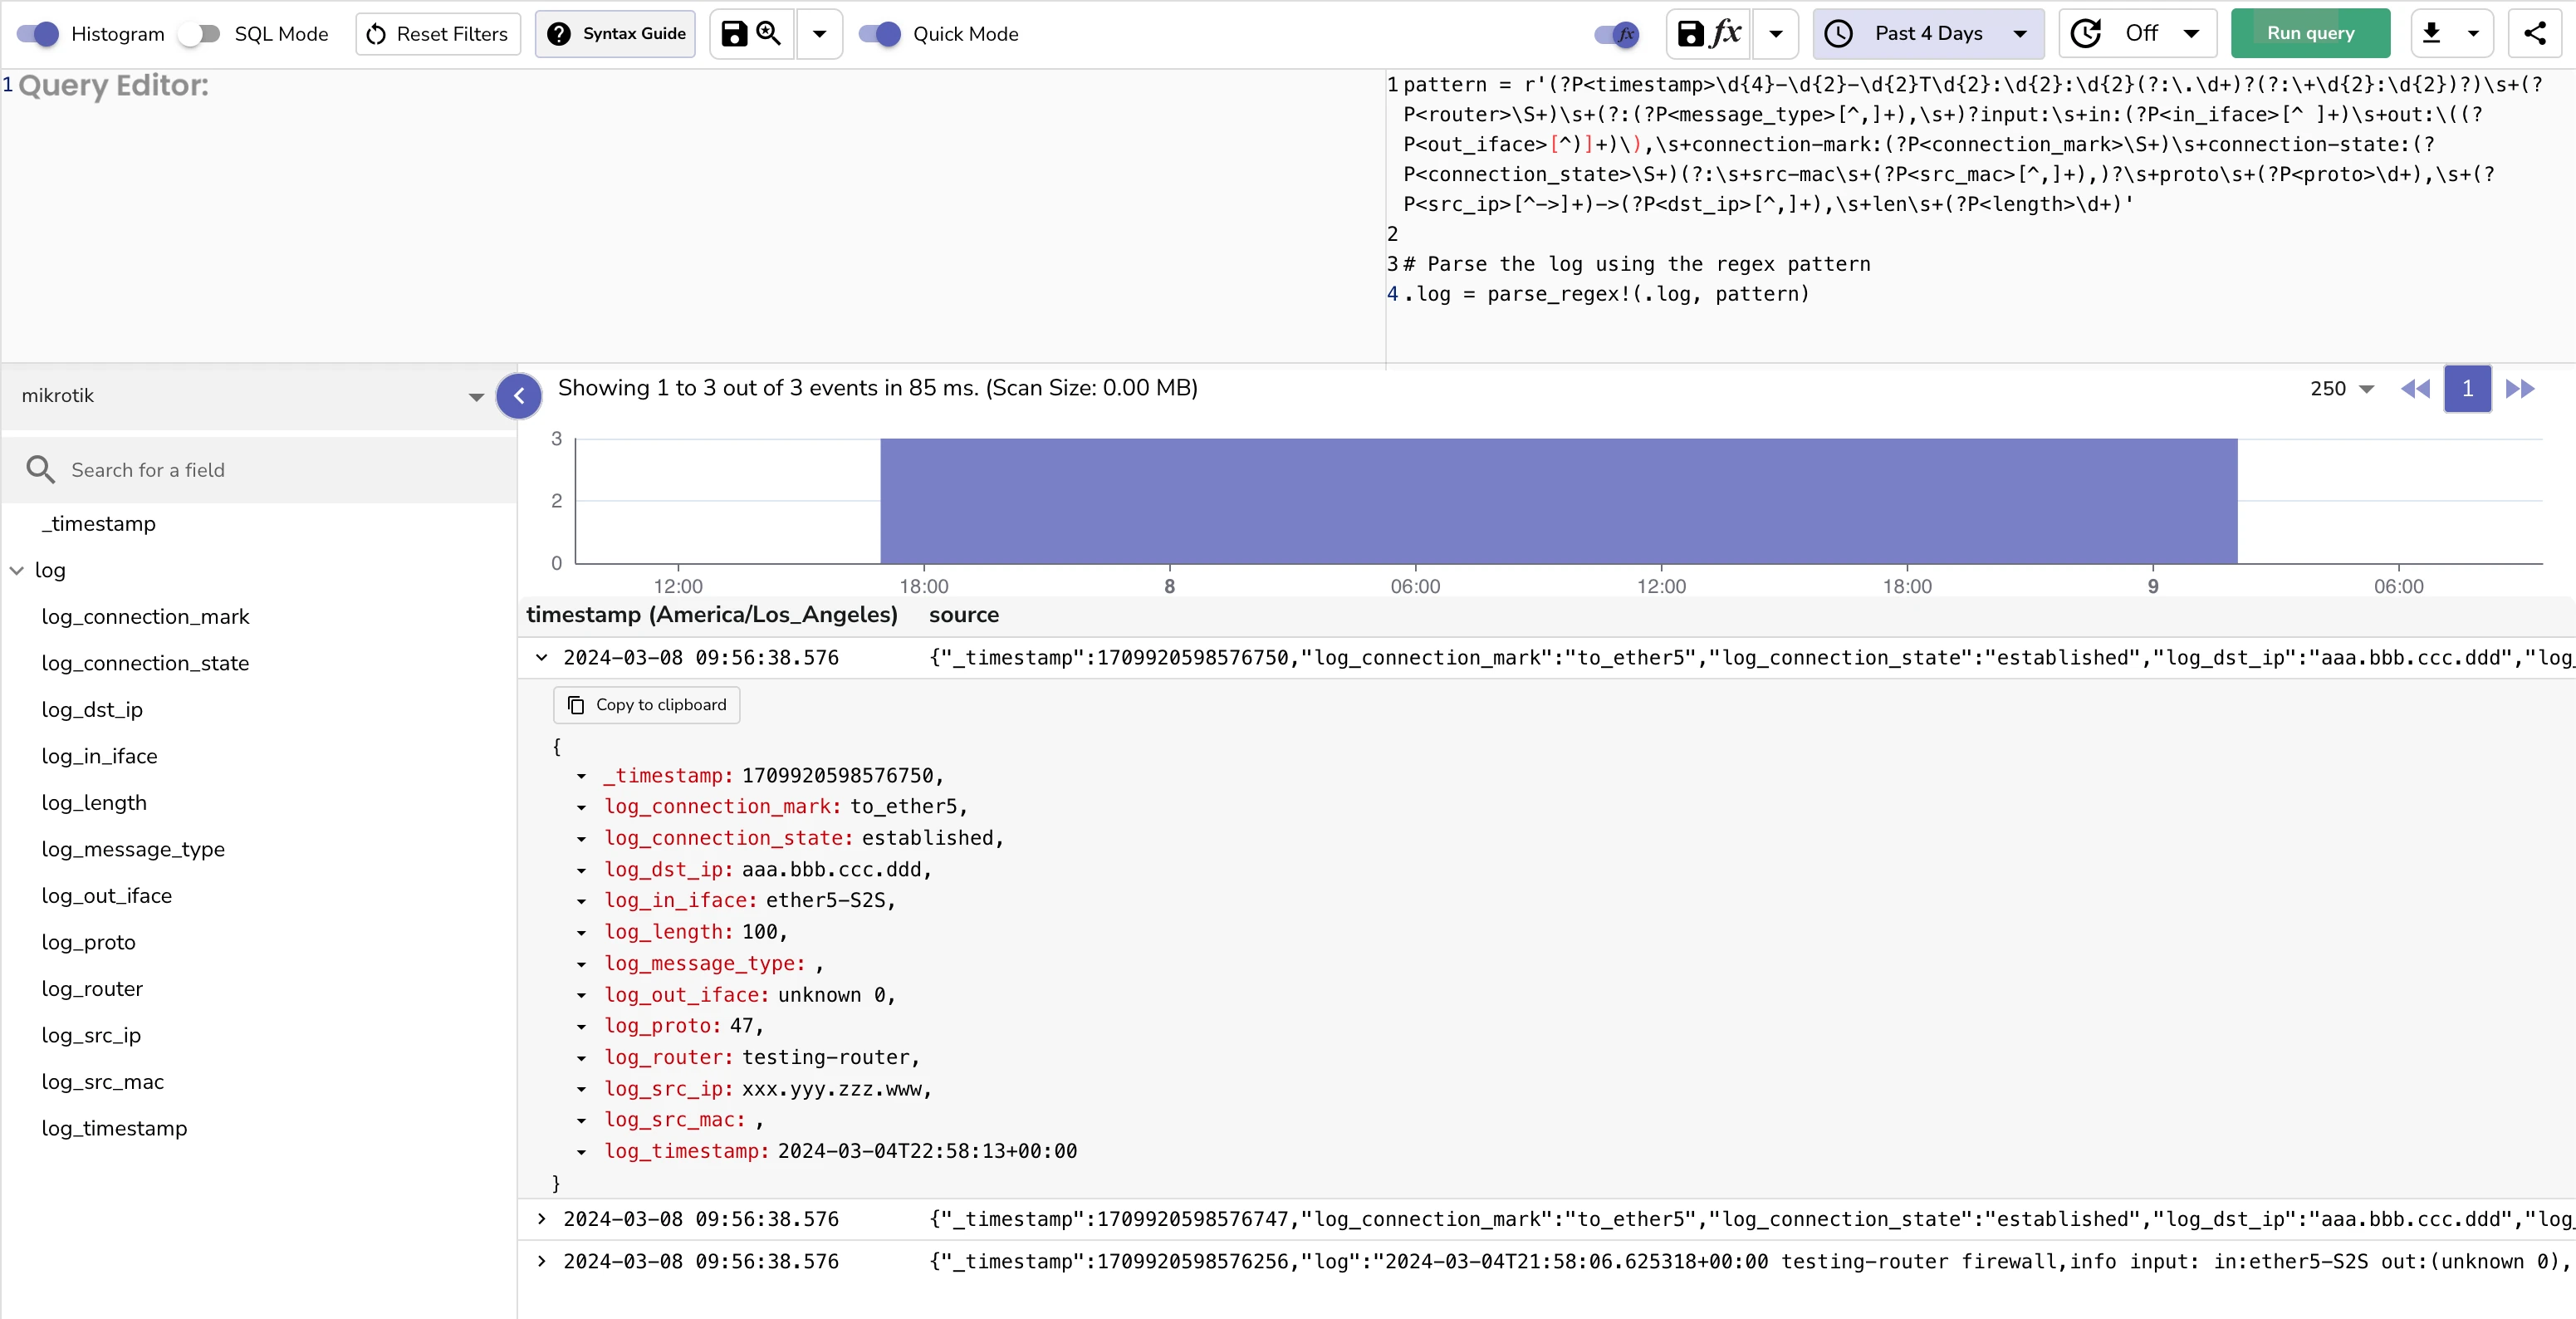 Histogram SQL Mode Reset Filters Syntax Guide Quick Mode fx fx Past 4 Days Off Run query
1 Query Editor:
1 pattern = r'(?P<timestamp>\d{4}-\d{2}-\d{2}T\d{2}:\d{2}:\d{2}(?:\.\d+)?(?:\+\d{2}:\d{2})?)\s+(?
P<router>\S+)\s+(?:(?P<message_type>[^,]+),\s+)?input:\s+in:(?P<in_iface>[^ ]+)\s+out:\((?
P<out_iface>[^)]+)\),\s+connection-mark:(?P<connection_mark>\S+)\s+connection-state:(?
P<connection_state>\S+)(?:\s+src-mac\s+(?P<src_mac>[^,]+),)?\s+proto\s+(?P<proto>\d+),\s+(?
P<src_ip>[^->]+)->(?P<dst_ip>[^,]+),\s+len\s+(?P<length>\d+)'
2
3 # Parse the log using the regex pattern
4 .log = parse_regex!(.log, pattern)
mikrotik
Search for a field
_timestamp
log
log_connection_mark
log_connection_state
log_dst_ip
log_in_iface
log_length
log_message_type
log_out_iface
log_proto
log_router
log_src_ip
log_src_mac
log_timestamp
Showing 1 to 3 out of 3 events in 85 ms. (Scan Size: 0.00 MB)
250 1
3
2
0
12:00 18:00 8 06:00 12:00 18:00 9 06:00
timestamp (America/Los_Angeles) source
2024-03-08 09:56:38.576 {"_timestamp":1709920598576750,"log_connection_mark":"to_ether5","log_connection_state":"established","log_dst_ip":"aaa.bbb.ccc.ddd","log_
Copy to clipboard
{
_timestamp: 1709920598576750,
log_connection_mark: to_ether5,
log_connection_state: established,
log_dst_ip: aaa.bbb.ccc.ddd,
log_in_iface: ether5-S2S,
log_length: 100,
log_message_type: ,
log_out_iface: unknown 0,
log_proto: 47,
log_router: testing-router,
log_src_ip: xxx.yyy.zzz.www,
log_src_mac: ,
log_timestamp: 2024-03-04T22:58:13+00:00
}
2024-03-08 09:56:38.576 {"_timestamp":1709920598576747,"log_connection_mark":"to_ether5","log_connection_state":"established","log_dst_ip":"aaa.bbb.ccc.ddd","log_
2024-03-08 09:56:38.576 {"_timestamp":1709920598576256,"log":"2024-03-04T21:58:06.625318+00:00 testing-router firewall,info input: in:ether5-S2S out:(unknown 0),